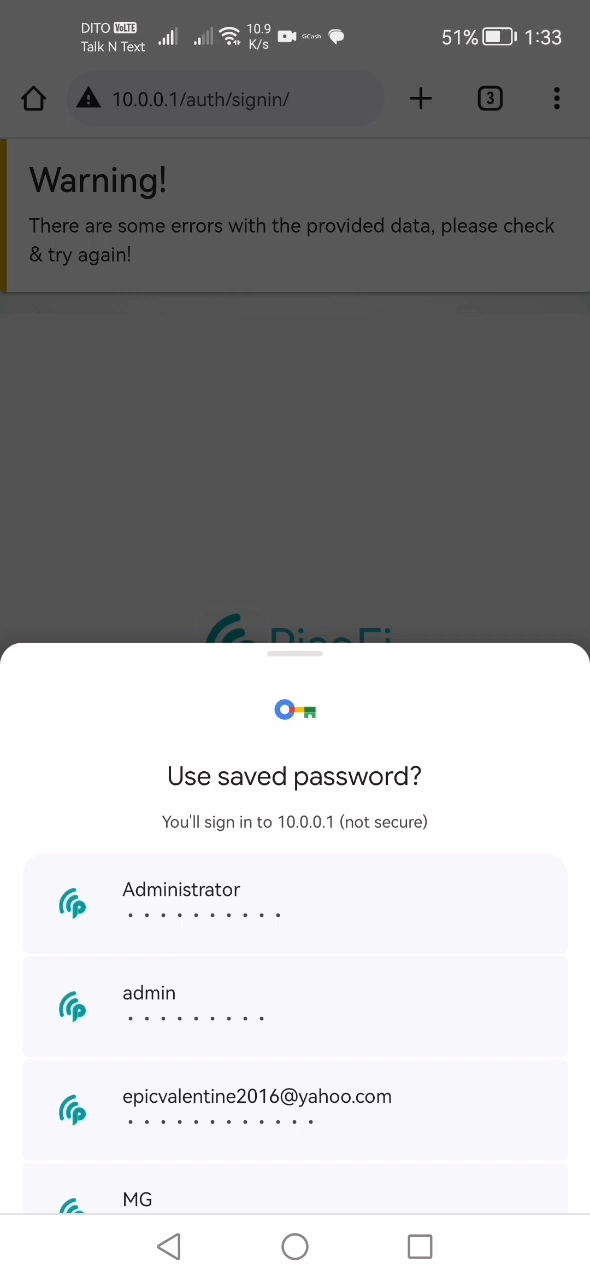 DITO VoLTE
Talk N Text
10.9
K/s
GCash
51% 1:33
10.0.0.1/auth/signin/
3
Warning!
There are some errors with the provided data, please check
& try again!
Use saved password?
You'll sign in to 10.0.0.1 (not secure)
Administrator
• • • • • • • • • •
admin
• • • • • • • • •
epicvalentine2016@yahoo.com
• • • • • • • • • • • •
MG